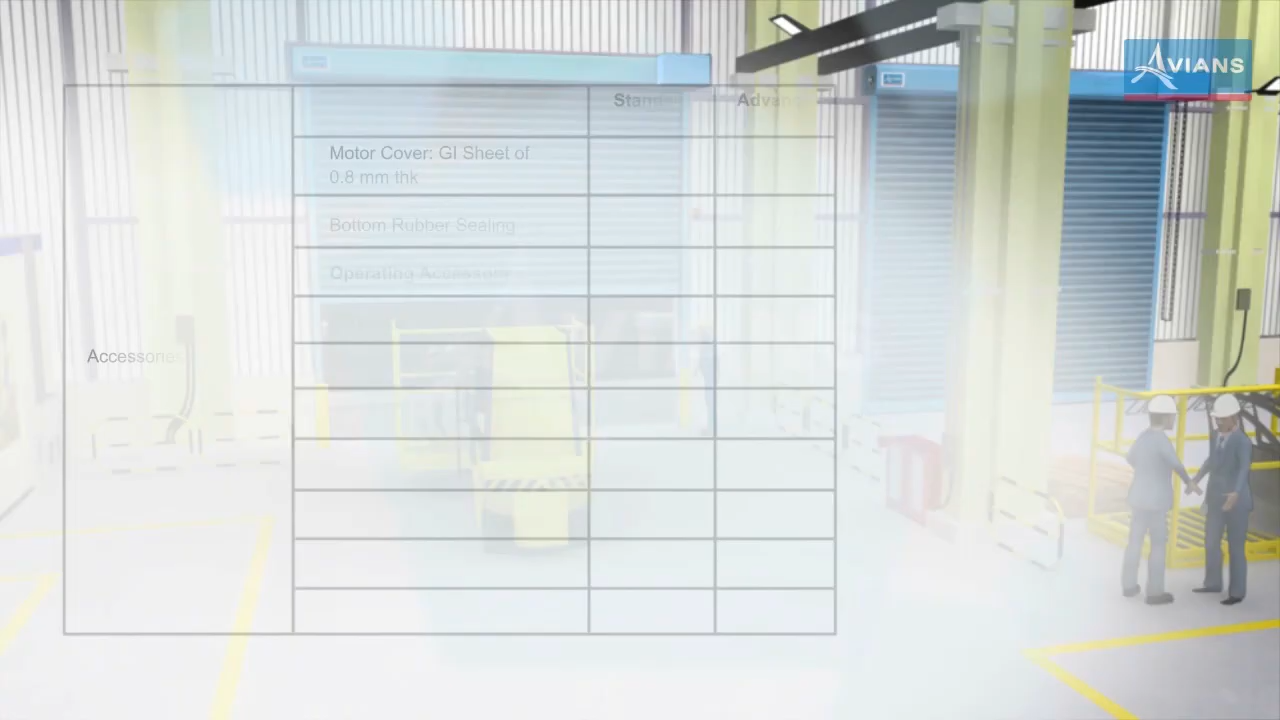 AVIANS
Motor Cover: GI Sheet of
0.8 mm thk
Bottom Rubber Sealing
Operating
Accessories